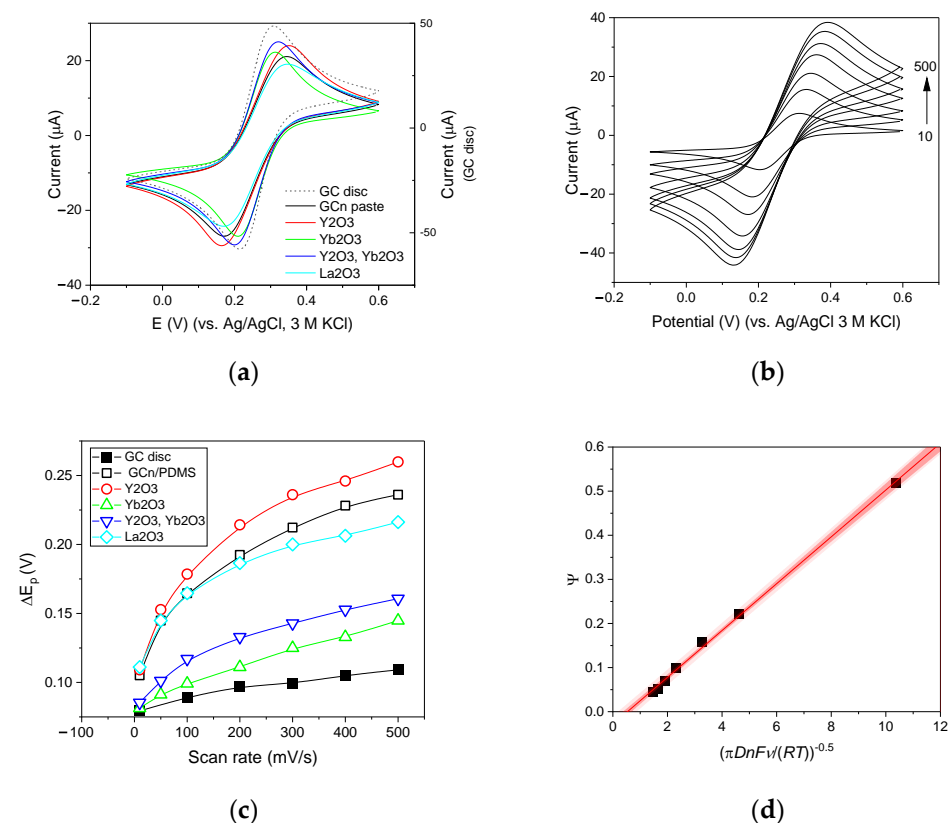 20
0
−20
−40
Current (μA)
−0.2
0.0
0.2
0.4
0.6
E (V) (vs. Ag/AgCl, 3 M KCl)
50
0
−50
Current (μA)
(GC disc)
GC disc
GCn paste
Y2O3
Yb2O3
Y2O3, Yb2O3
La2O3
(a)
40
20
0
−20
−40
Current (μA)
−0.2
0.0
0.2
0.4
0.6
Potential (V) (vs. Ag/AgCl 3 M KCl)
500
10
(b)
0.25
0.20
0.15
0.10
ΔEp (V)
−100
0
100
200
300
400
500
Scan rate (mV/s)
GC disc
GCn/PDMS
Y2O3
Yb2O3
Y2O3, Yb2O3
La2O3
(c)
0.6
0.5
0.4
0.3
0.2
0.1
0.0
Ψ
0
2
4
6
8
10
12
(πDnFν/(RT))^-0.5
(d)